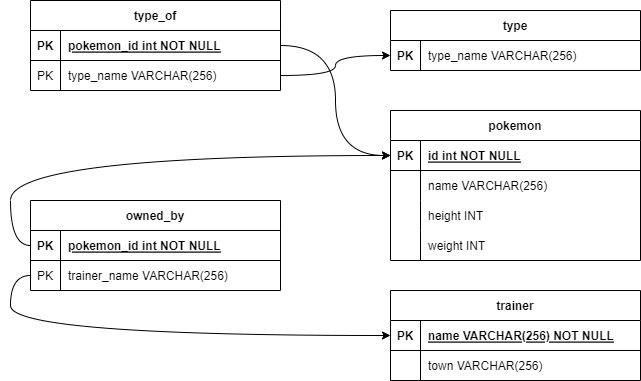 type_of
PK pokemon_id int NOT NULL
PK type_name VARCHAR(256)
type
PK type_name VARCHAR(256)
pokemon
PK id int NOT NULL
name VARCHAR(256)
height INT
weight INT
owned_by
PK pokemon_id int NOT NULL
PK trainer_name VARCHAR(256)
trainer
PK name VARCHAR(256) NOT NULL
town VARCHAR(256)